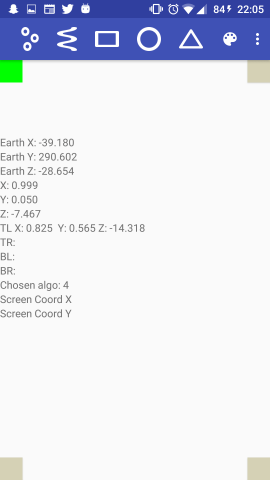 84 22:05
Earth X: -39.180
Earth Y: 290.602
Earth Z: -28.654
X: 0.999
Y: 0.050
Z: -7.467
TL X: 0.825 Y: 0.565 Z: -14.318
TR:
BL:
BR:
Chosen algo: 4
Screen Coord X
Screen Coord Y